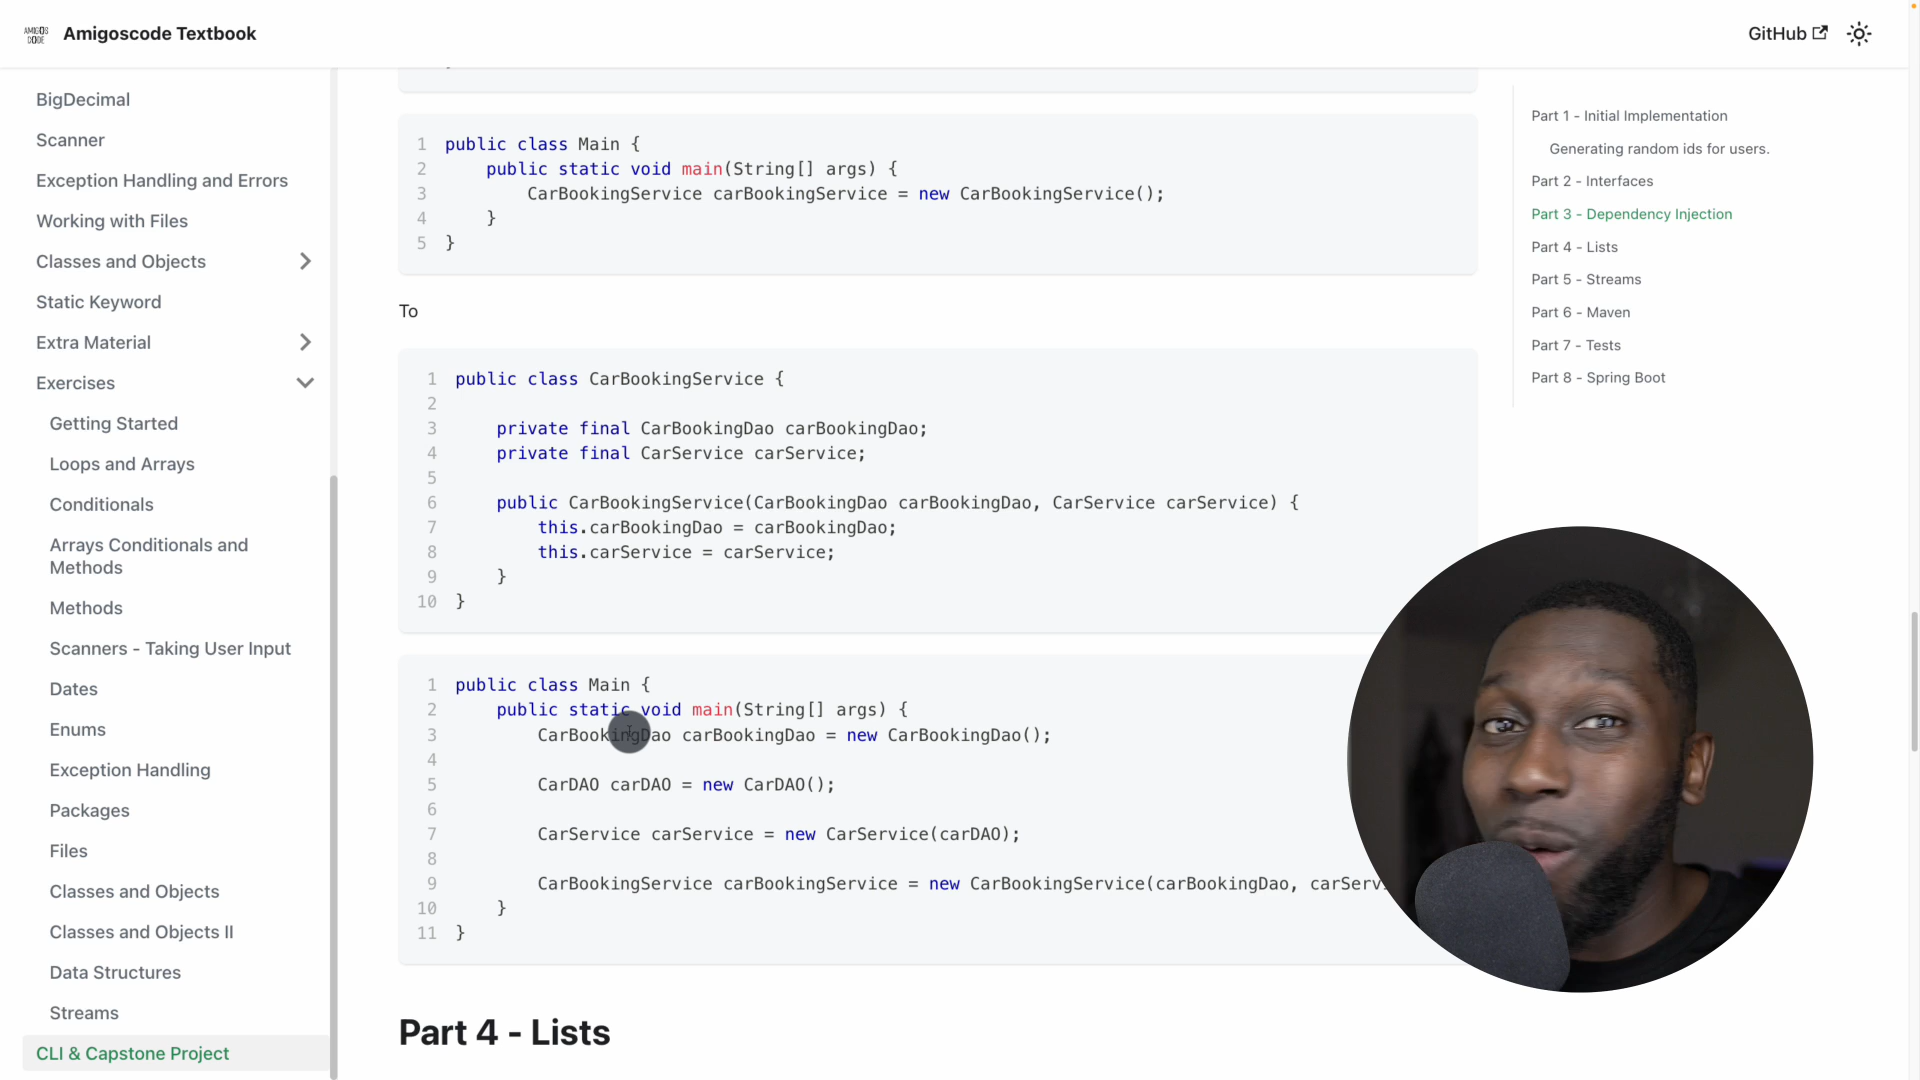 AMIGOS
CODE
Amigoscode Textbook
GitHub
BigDecimal
Scanner
Exception Handling and Errors
Working with Files
Classes and Objects
Static Keyword
Extra Material
Exercises
Getting Started
Loops and Arrays
Conditionals
Arrays Conditionals and
Methods
Methods
Scanners - Taking User Input
Dates
Enums
Exception Handling
Packages
Files
Classes and Objects
Classes and Objects II
Data Structures
Streams
CLI & Capstone Project
1 public class Main {
2     public static void main(String[] args) {
3         CarBookingService carBookingService = new CarBookingService();
4     }
5 }
To
1 public class CarBookingService {
2
3     private final CarBookingDao carBookingDao;
4     private final CarService carService;
5
6     public CarBookingService(CarBookingDao carBookingDao, CarService carService) {
7         this.carBookingDao = carBookingDao;
8         this.carService = carService;
9     }
10 }
1 public class Main {
2     public static void main(String[] args) {
3         CarBookingDao carBookingDao = new CarBookingDao();
4
5         CarDAO carDAO = new CarDAO();
6
7         CarService carService = new CarService(carDAO);
8
9         CarBookingService carBookingService = new CarBookingService(carBookingDao, carServ
10     }
11 }
Part 4 - Lists
Part 1 - Initial Implementation
Generating random ids for users.
Part 2 - Interfaces
Part 3 - Dependency Injection
Part 4 - Lists
Part 5 - Streams
Part 6 - Maven
Part 7 - Tests
Part 8 - Spring Boot